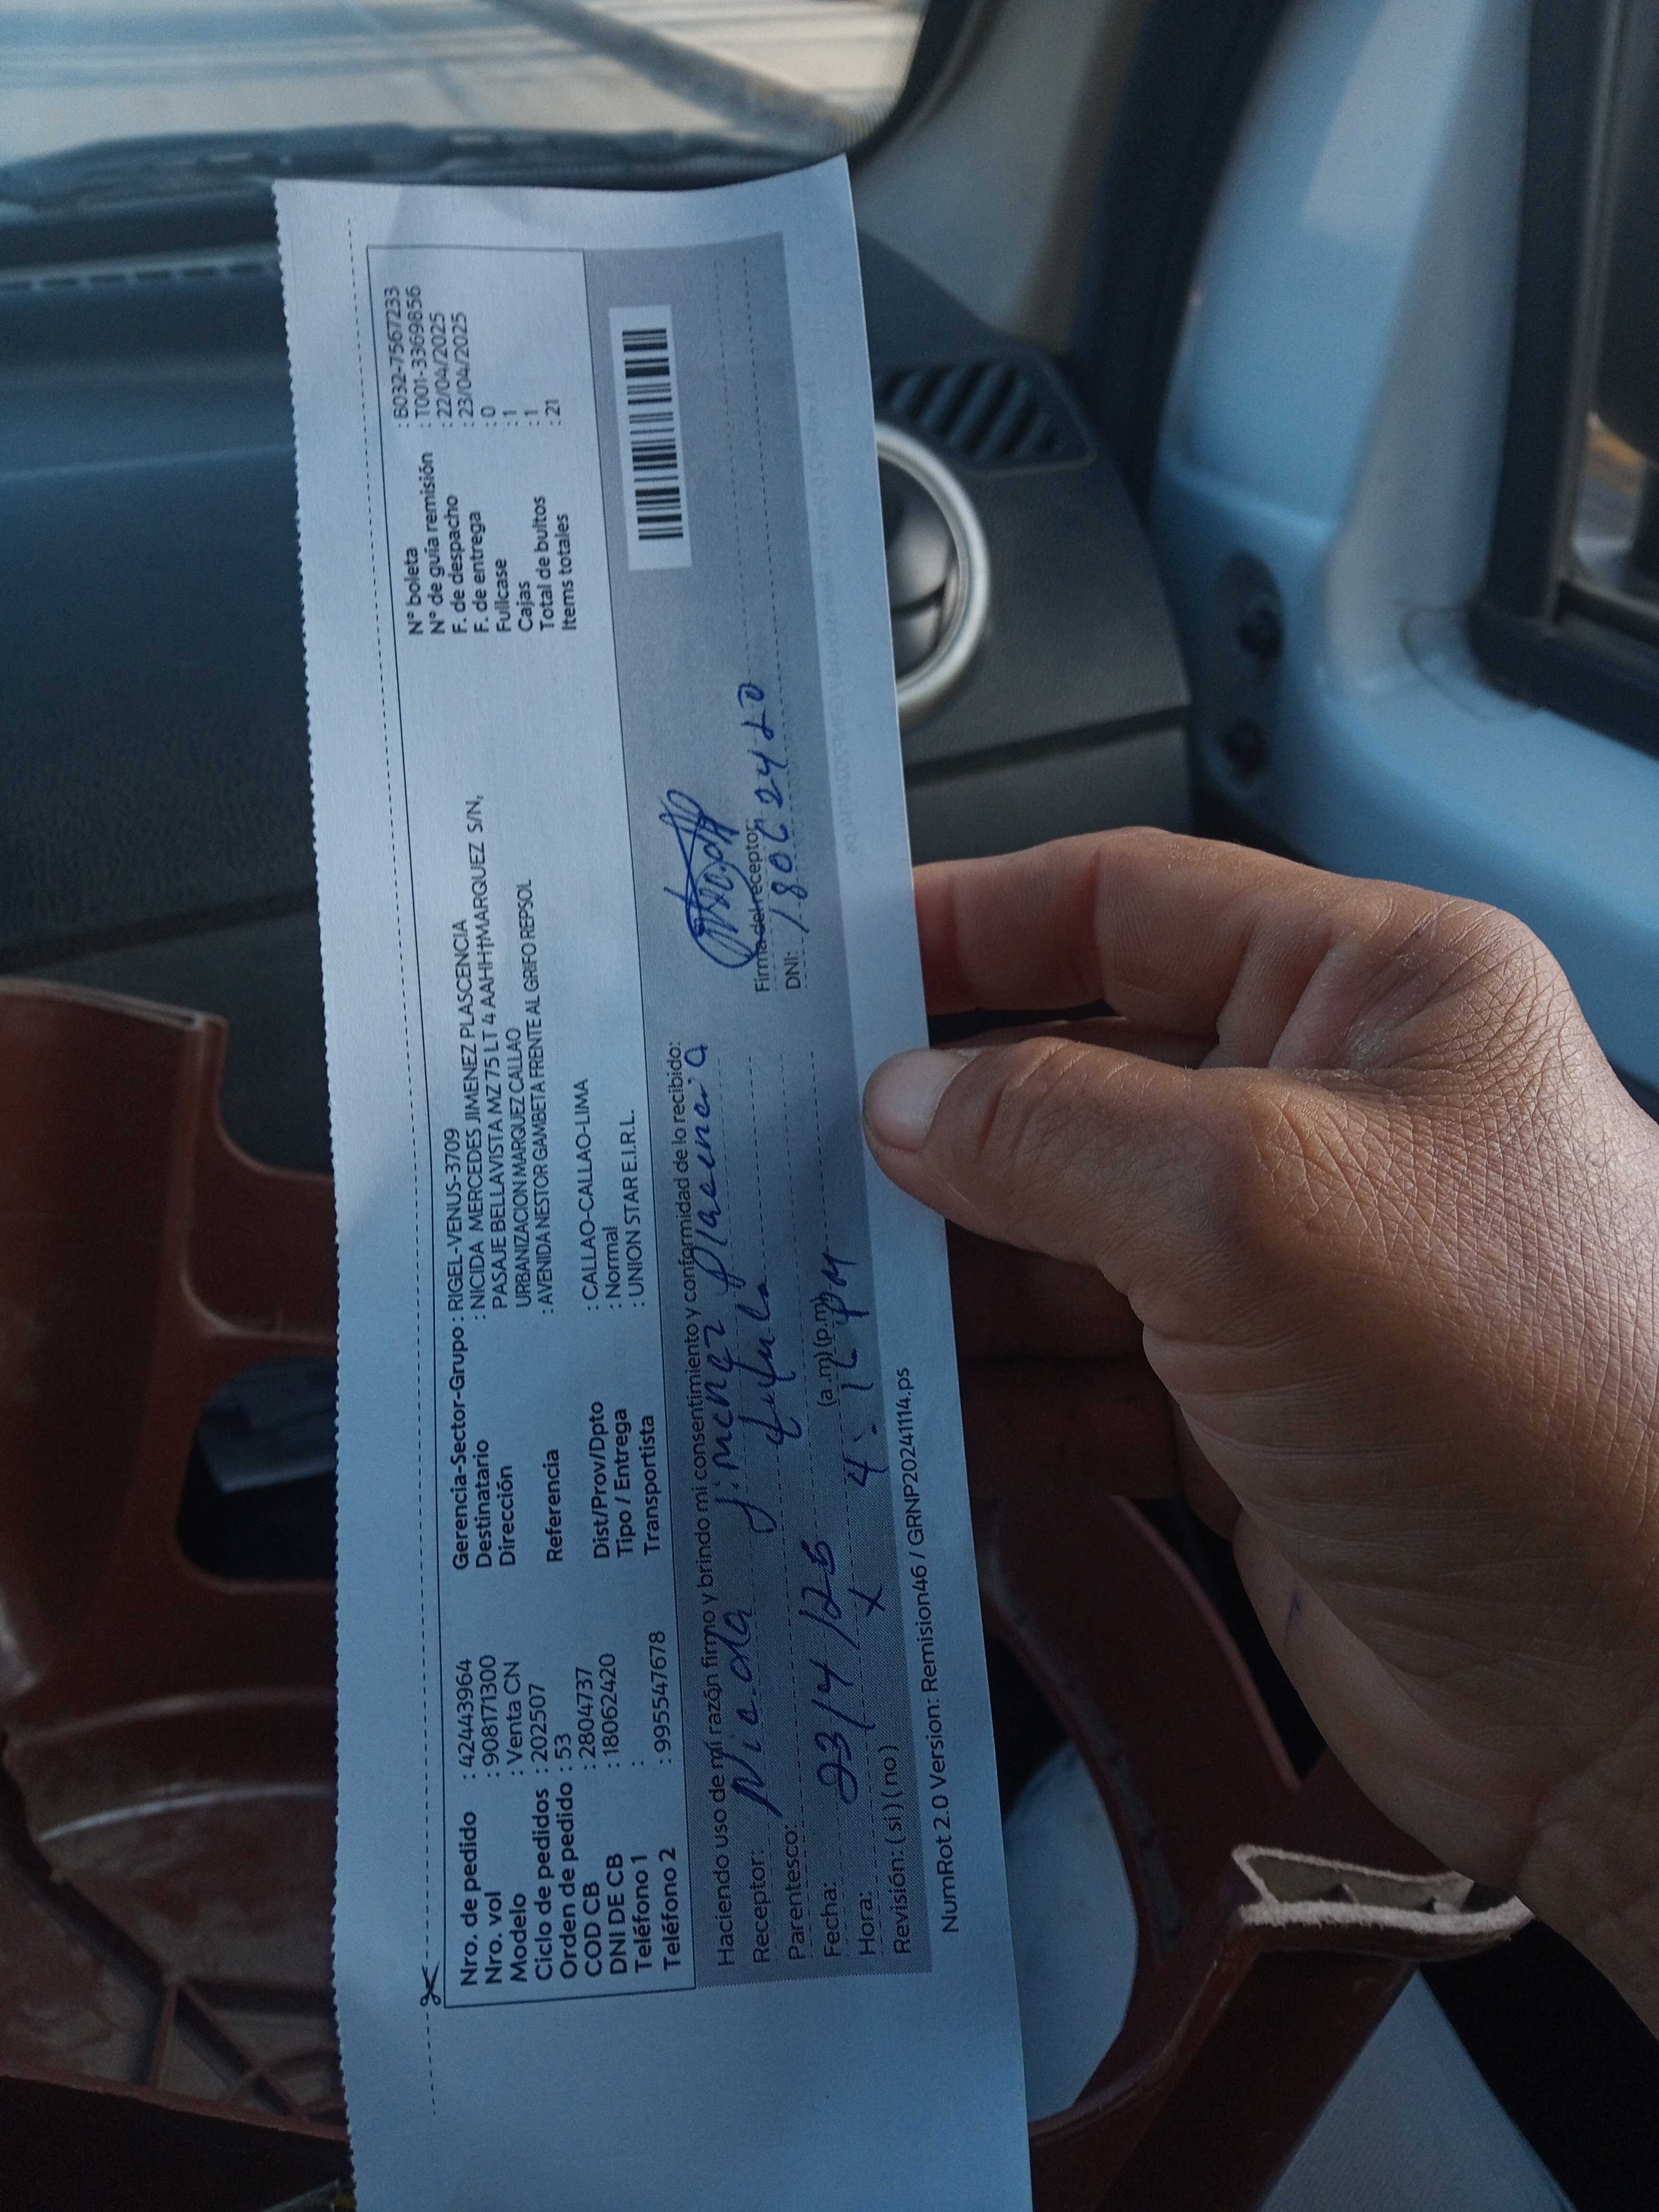 Nro. de pedido : 42443964
Nro. vol : 908171300
Modelo : Venta CN
Ciclo de pedidos : 202507
Orden de pedido : 53
COD CB : 2804737
DNI DE CB : 18062420
Teléfono 1 :
Teléfono 2 : 995547678
Gerencia-Sector-Grupo : RIGEL-VENUS-3709
Destinatario : NICIDA MERCEDES JIMENEZ PLASCENCIA
Dirección PASAJE BELLAVISTA MZ 75 LT 4 AAHH†MARQUEZ S/N,
URBANIZACION MARQUEZ CALLAO
Referencia : AVENIDA NESTOR GAMBETA FRENTE AL GRIFO REPSOL
Dist/Prov/Dpto : CALLAO-CALLAO-LIMA
Tipo / Entrega : Normal
Transportista : UNION STAR E.I.R.L.
N° boleta : B032-7567233
N° de guía remisión : T001-3369856
F. de despacho : 22/04/2025
F. de entrega : 23/04/2025
Fullcase : 0
Cajas : 1
Total de bultos : 1
Items totales : 21
Haciendo uso de mi razón firmo y brindo mi consentimiento y conformidad de lo recibido:
Receptor: Nicida Jimenez Plasencia
Parentesco:
Fecha: 23/4/25
Hora: 4:12 PM (a .m) (p.m)
Revisión: ( si ) ( no ) X
Firma del receptor:
DNI: 18062420
NumRot 2.0 Version: Remision46 / GRNP20241114.ps